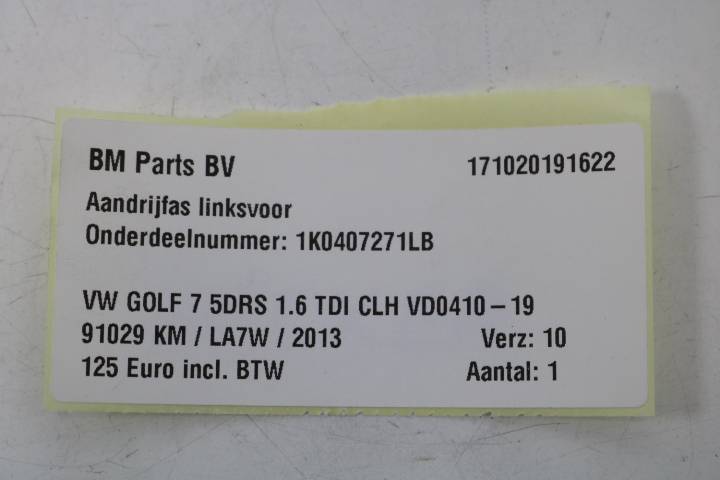 BM Parts BV 171020191622
Aandrijfas linksvoor
Onderdeelnummer: 1K0407271LB
VW GOLF 7 5DRS 1.6 TDI CLH VD0410-19
91029 KM / LA7W / 2013 Verz: 10
125 Euro incl. BTW Aantal: 1